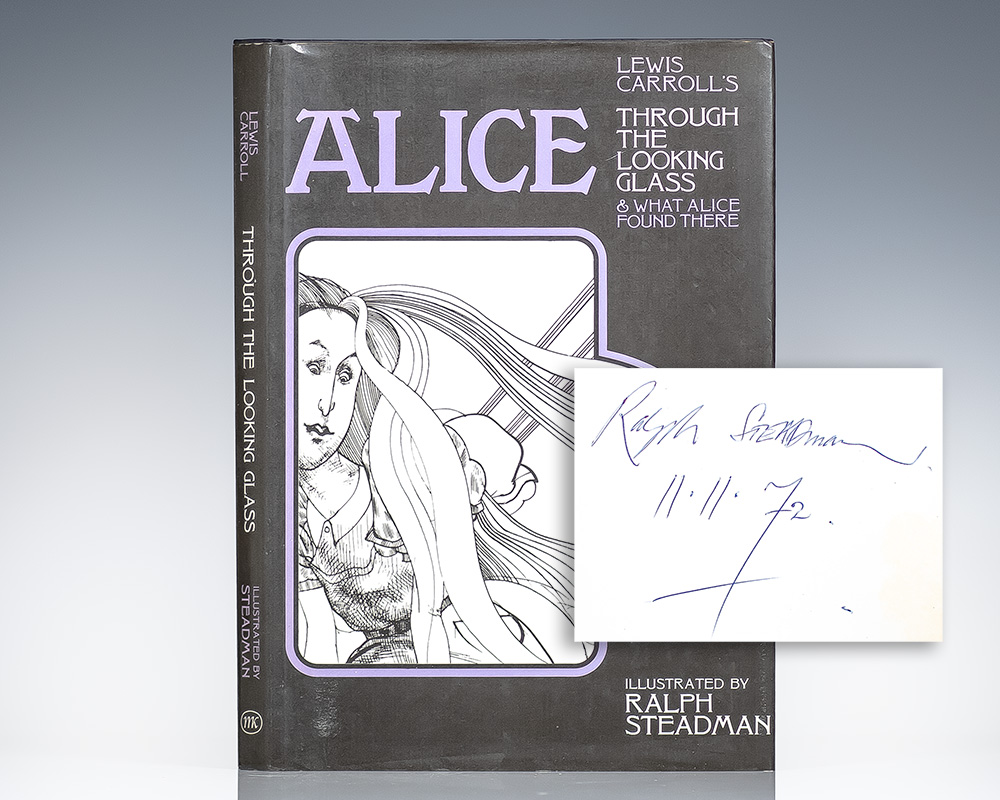 LEWIS
CARROLL
THROUGH THE LOOKING GLASS
ILLUSTRATED BY
STEADMAN
MK
ALICE
LEWIS
CARROLL'S
THROUGH
THE
LOOKING
GLASS
& WHAT ALICE
FOUND THERE
Ralph STEADman.
11.11.72.
ILLUSTRATED BY
RALPH
STEADMAN